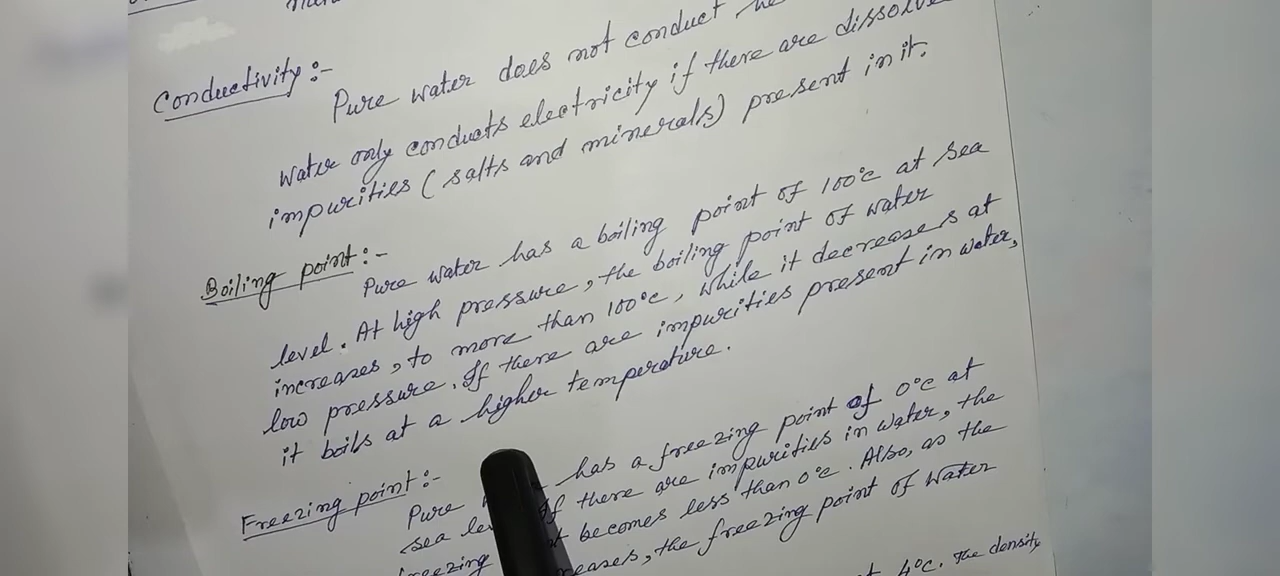 Conductivity :-
Pure water does not conduct
Water only conducts electricity if there are
impurities ( salts and minerals ) present in it.
Boiling point :-
Pure water has a boiling point of 100°C at sea
level. At high pressure, the boiling point of water
increases, to more than 100°C, while it decreases at
low pressure. If there are impurities present in water,
it boils at a higher temperature.
Freezing point :-
Pure has a freezing point of 0°C at
sea If there are impurities in water, the
becomes less than 0°C. Also, as the
, the freezing point of water
4°C. The density